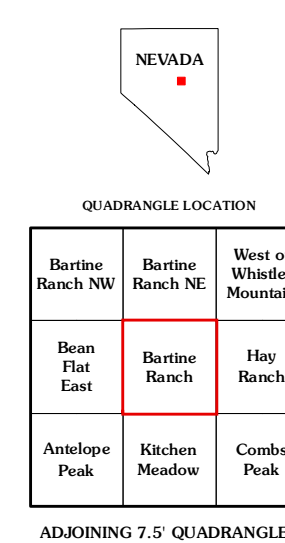 NEVADA
QUADRANGLE LOCATION
Bartine
Ranch NW
Bartine
Ranch NE
West o
Whistle
Mountai
Bean
Flat
East
Bartine
Ranch
Hay
Ranch
Antelope
Peak
Kitchen
Meadow
Combs
Peak
ADJOINING 7.5' QUADRANGLE